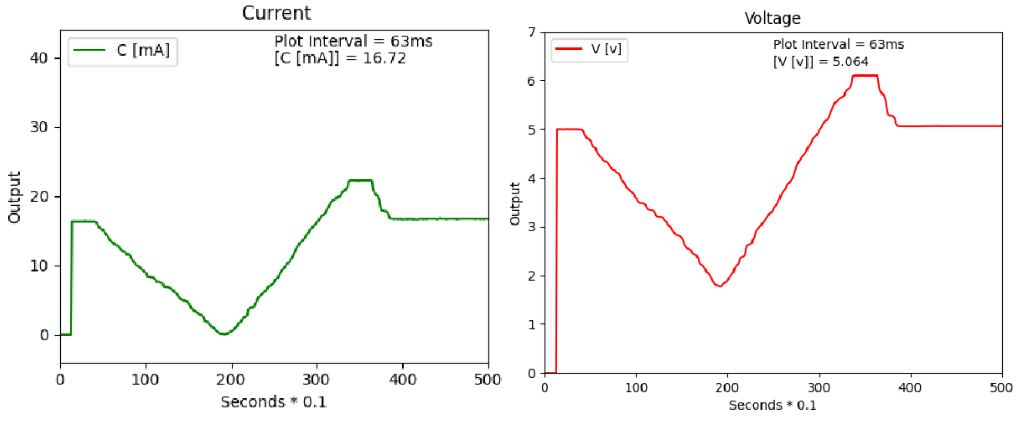 Current
C [mA]
Plot Interval = 63ms
[C [mA]] = 16.72
40
30
20
10
0
Output
0 100 200 300 400 500
Seconds * 0.1
Voltage
V [v]
Plot Interval = 63ms
[V [v]] = 5.064
7
6
5
4
3
2
1
0
Output
0 100 200 300 400 500
Seconds * 0.1